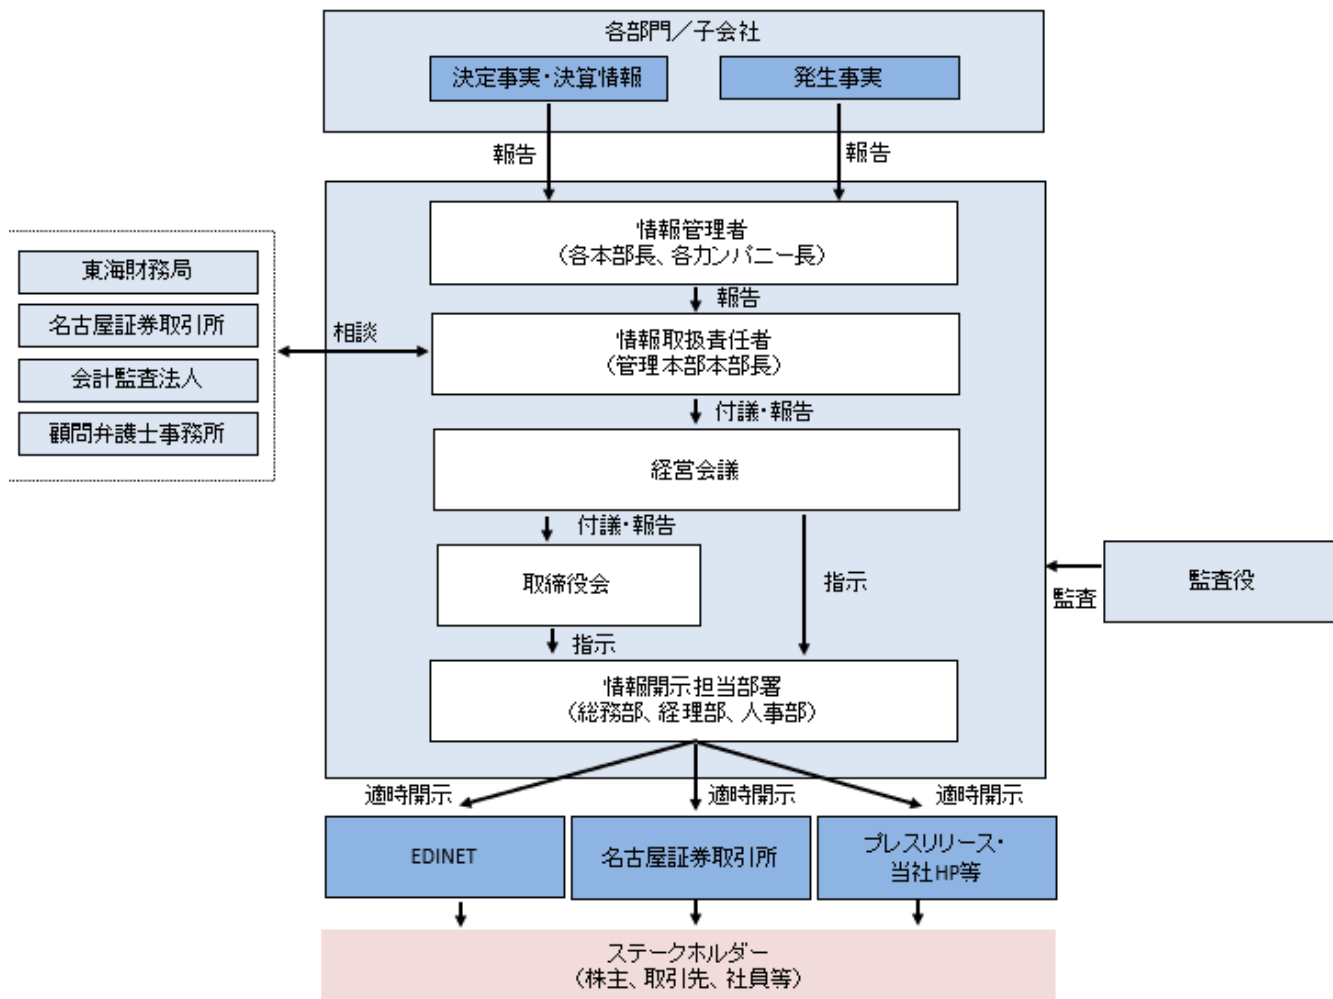 各部門／子会社
決定事実・決算情報
発生事実
報告
報告
情報管理者
（各本部長、各カンパニー長）
報告
東海財務局
名古屋証券取引所
会計監査法人
顧問弁護士事務所
相談
情報取扱責任者
（管理本部本部長）
付議・報告
経営会議
付議・報告
取締役会
指示
指示
監査役
監査
情報開示担当部署
（総務部、経理部、人事部）
適時開示
適時開示
適時開示
EDINET
名古屋証券取引所
プレスリリース・
当社HP等
ステークホルダー
（株主、取引先、社員等）